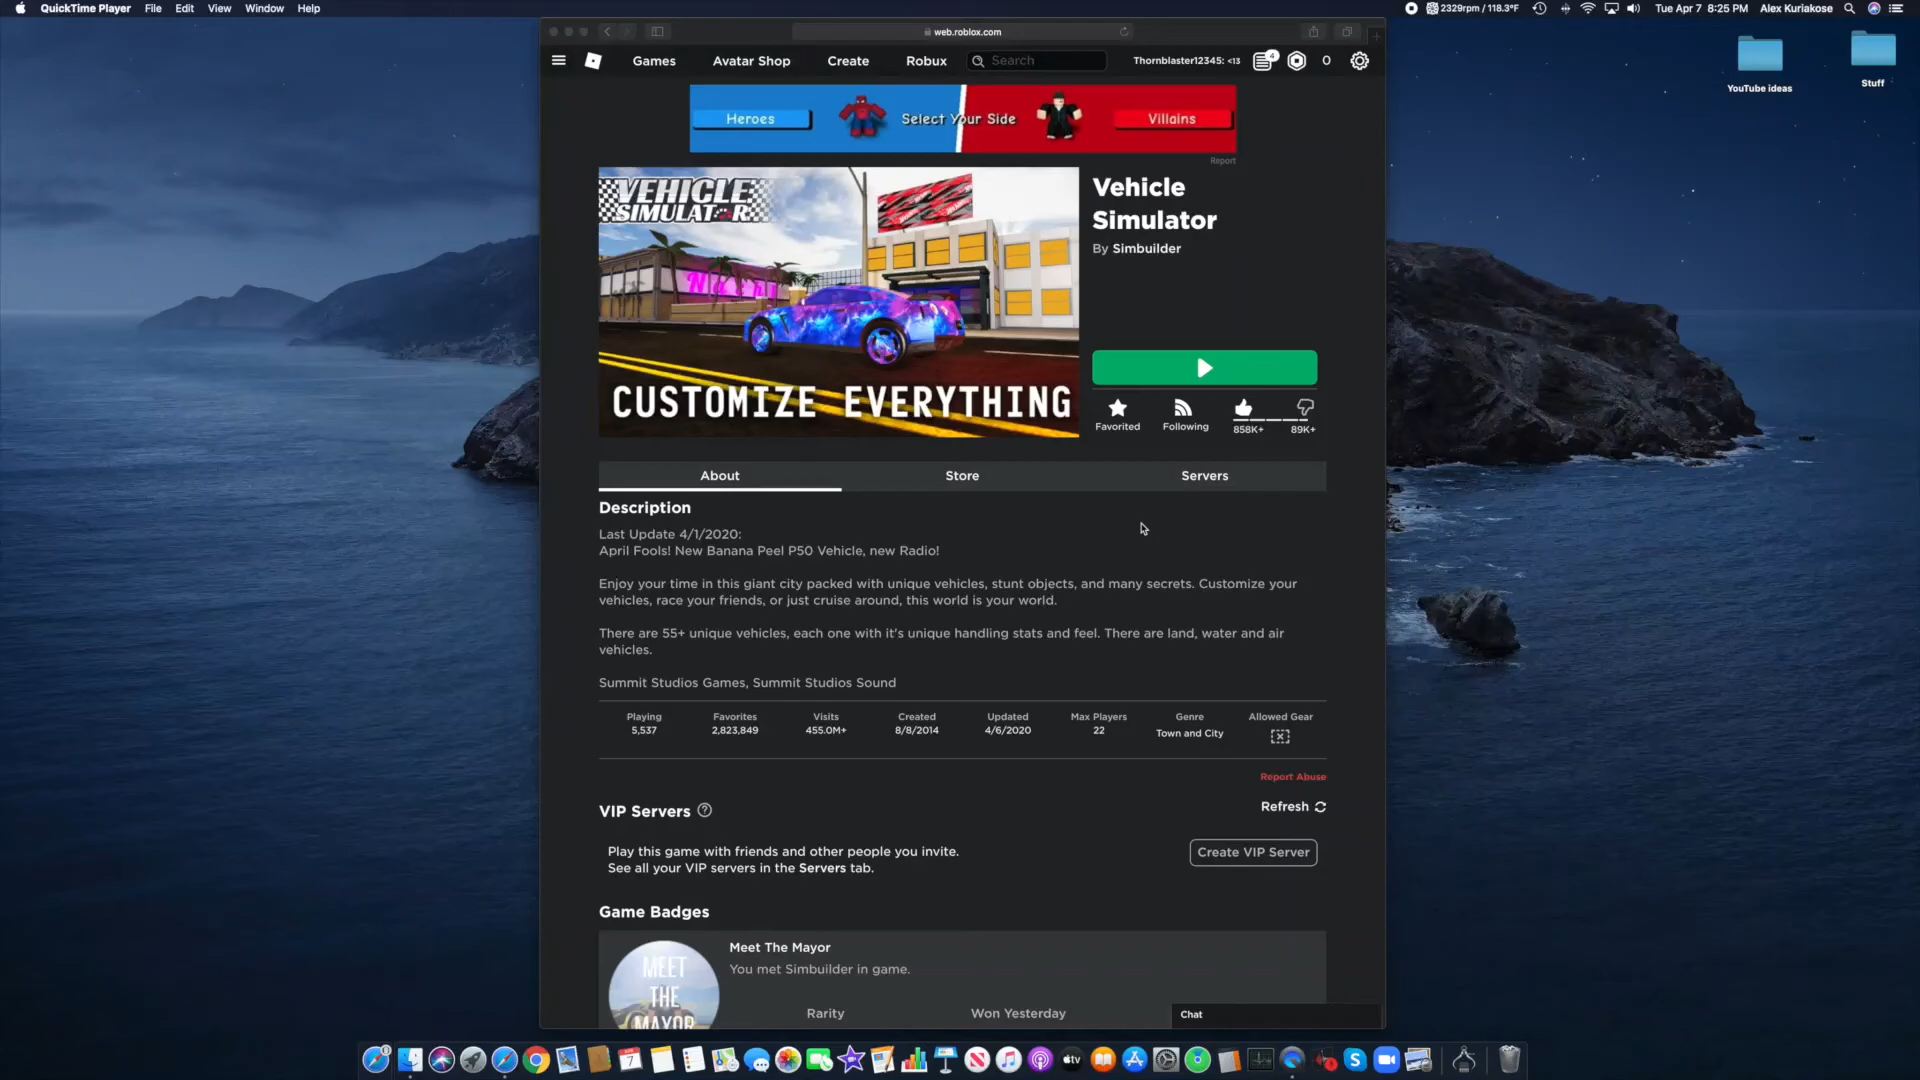 QuickTime Player File Edit View Window Help
2329rpm / 118.3°F Tue Apr 7 8:25 PM Alex Kuriakose
web.roblox.com
Games Avatar Shop Create Robux Search Thornblaster12345: <13 4 0
Heroes Select Your Side Villains
Report
VEHICLE
SIMULATOR
CUSTOMIZE EVERYTHING
Vehicle
Simulator
By Simbuilder
Favorited Following 858K+ 89K+
About Store Servers
Description
Last Update 4/1/2020:
April Fools! New Banana Peel P50 Vehicle, new Radio!
Enjoy your time in this giant city packed with unique vehicles, stunt objects, and many secrets. Customize your
vehicles, race your friends, or just cruise around, this world is your world.
There are 55+ unique vehicles, each one with it's unique handling stats and feel. There are land, water and air
vehicles.
Summit Studios Games, Summit Studios Sound
Playing Favorites Visits Created Updated Max Players Genre Allowed Gear
5,537 2,823,849 455.0M+ 8/8/2014 4/6/2020 22 Town and City
Report Abuse
VIP Servers Refresh
Play this game with friends and other people you invite.
See all your VIP servers in the Servers tab.
Create VIP Server
Game Badges
MEET
THE
MAYOR
Meet The Mayor
You met Simbuilder in game.
Rarity Won Yesterday
Chat
YouTube ideas
Stuff
tv
7